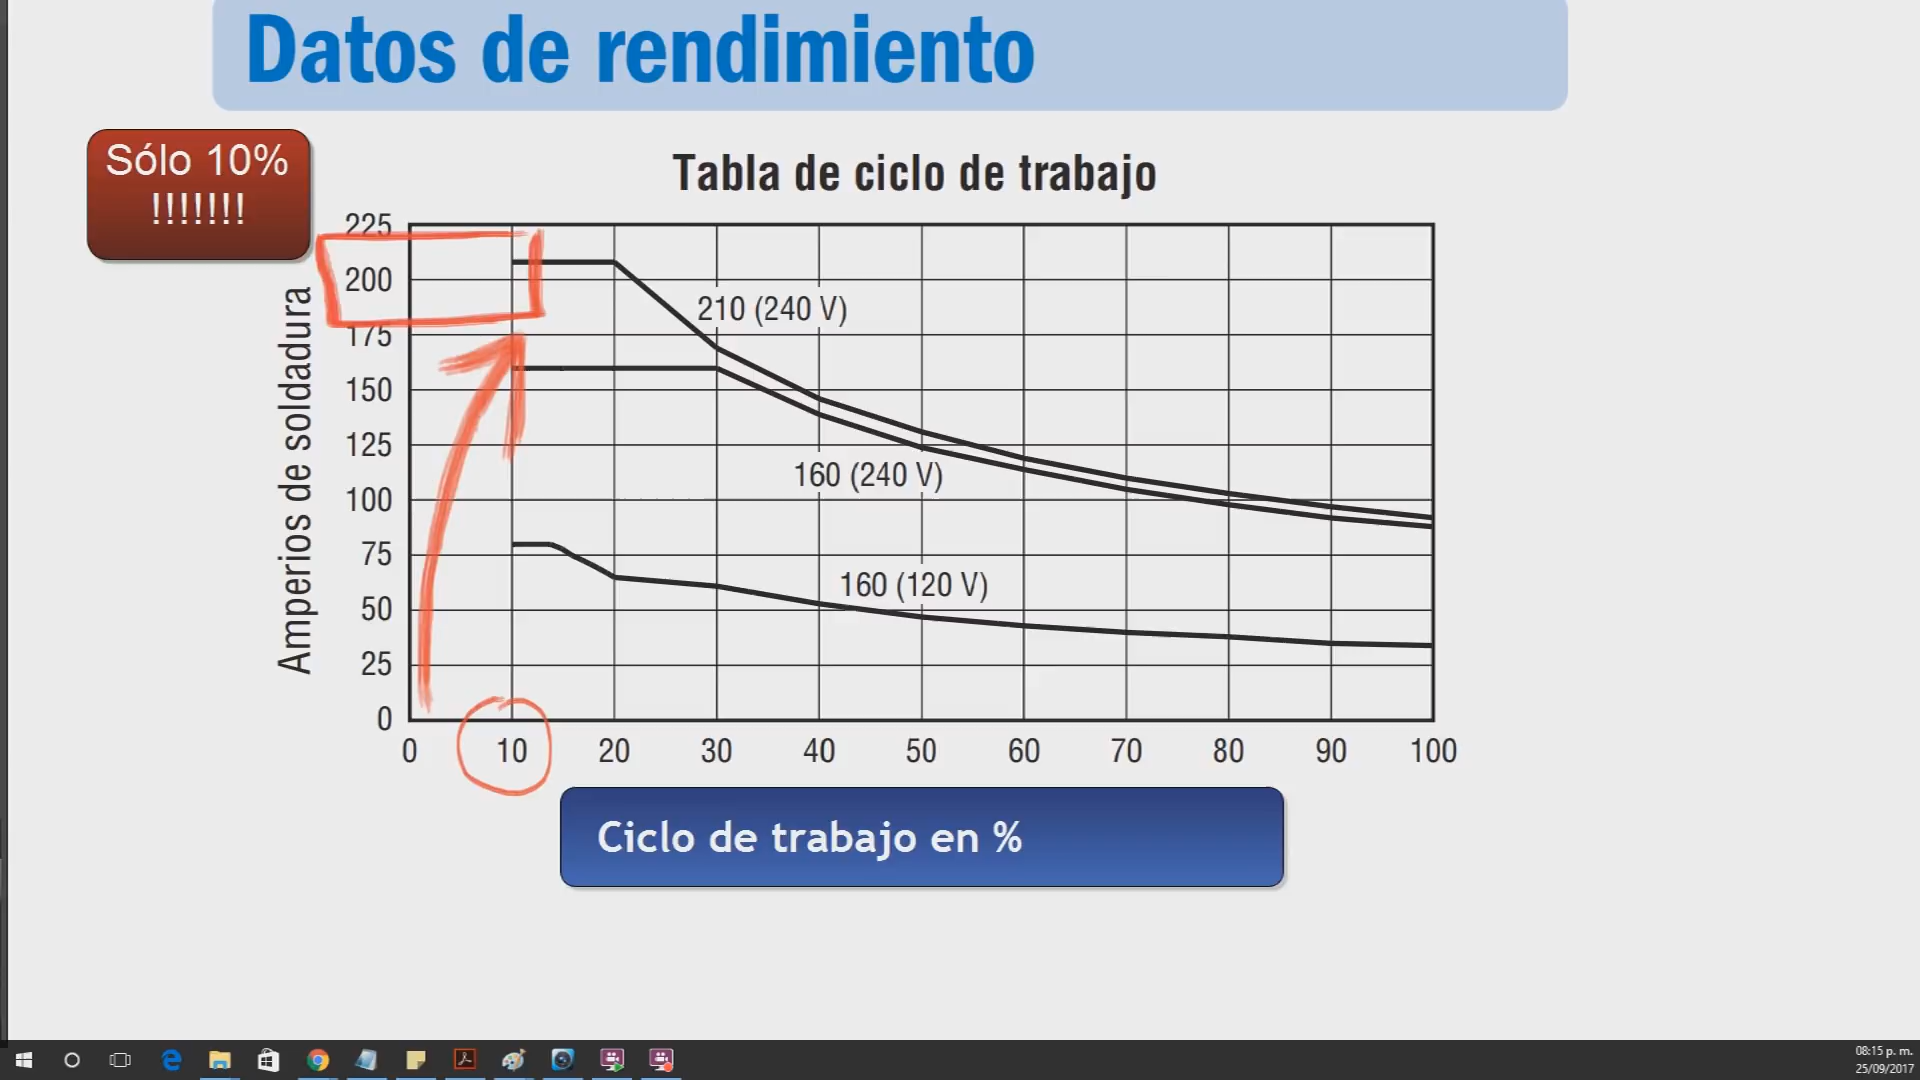 Datos de rendimiento
Sólo 10%
!!!!!!!
Tabla de ciclo de trabajo
Amperios de soldadura
225
200
175
150
125
100
75
50
25
0
210 (240 V)
160 (240 V)
160 (120 V)
0 10 20 30 40 50 60 70 80 90 100
Ciclo de trabajo en %
08:15 p. m.
25/09/2017